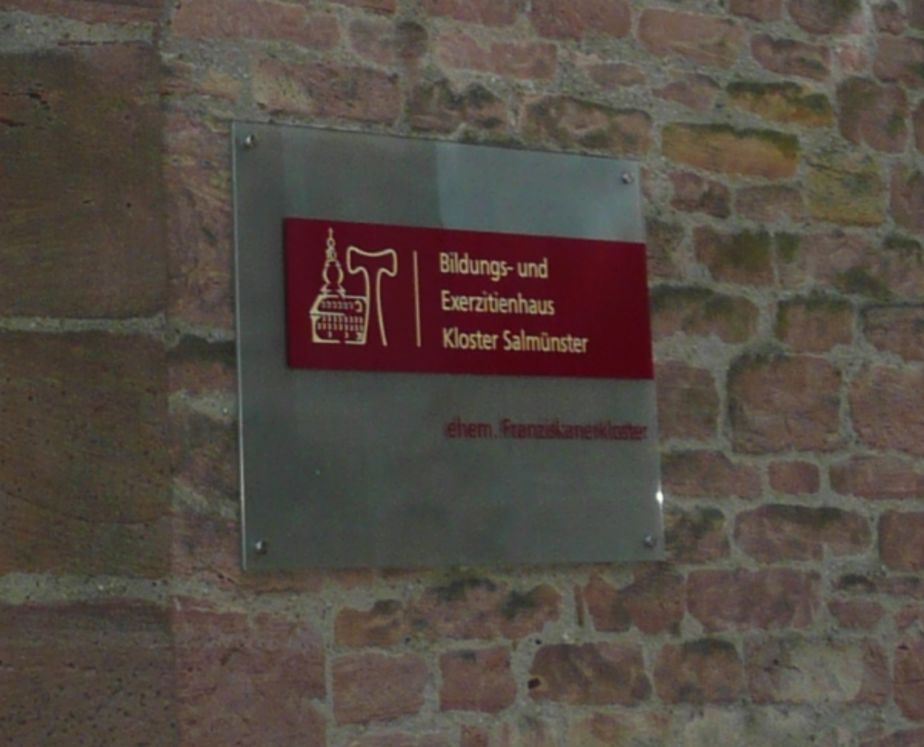 Bildungs- und
Exerzitienhaus
Kloster Salmünster
ehem. Franziskanerkloster